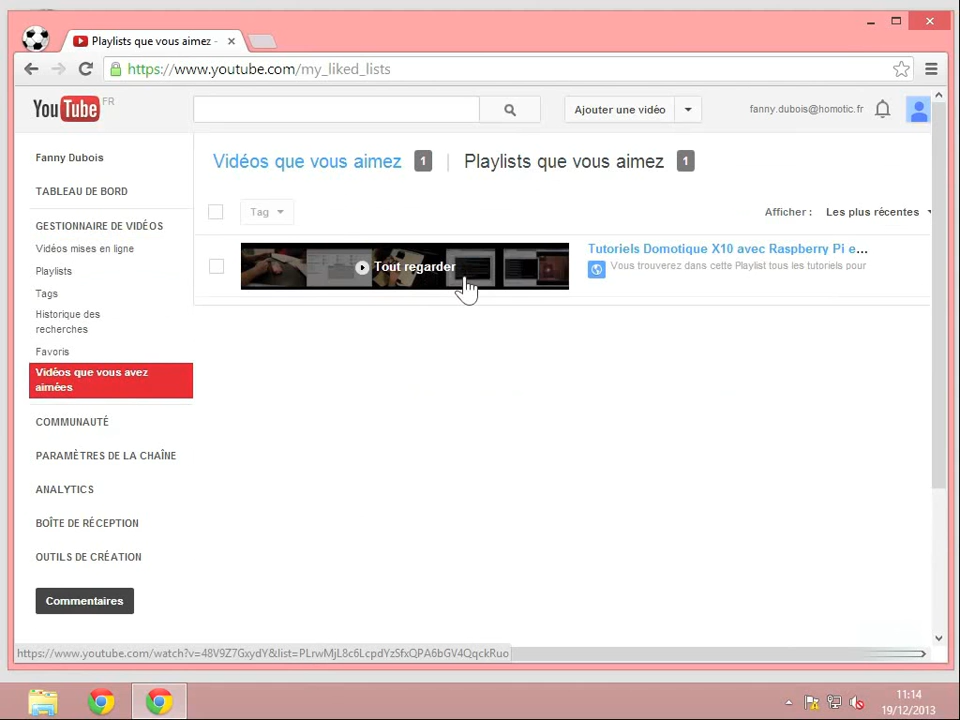 Playlists que vous aimez -
https://www.youtube.com/my_liked_lists
YouTube FR
Ajouter une vidéo
fanny.dubois@homotic.fr
Fanny Dubois
TABLEAU DE BORD
GESTIONNAIRE DE VIDÉOS
Vidéos mises en ligne
Playlists
Tags
Historique des
recherches
Favoris
Vidéos que vous avez
aimées
COMMUNAUTÉ
PARAMÈTRES DE LA CHAÎNE
ANALYTICS
BOÎTE DE RÉCEPTION
OUTILS DE CRÉATION
Commentaires
Vidéos que vous aimez 1 | Playlists que vous aimez 1
Tag
Afficher : Les plus récentes
Tout regarder
Tutoriels Domotique X10 avec Raspberry Pi e...
Vous trouverez dans cette Playlist tous les tutoriels pour
https://www.youtube.com/watch?v=48V9Z7GxydY&list=PLrwMjL8c6LcpdYzSfxQPA6bGV4QqckRuo
11:14
19/12/2013